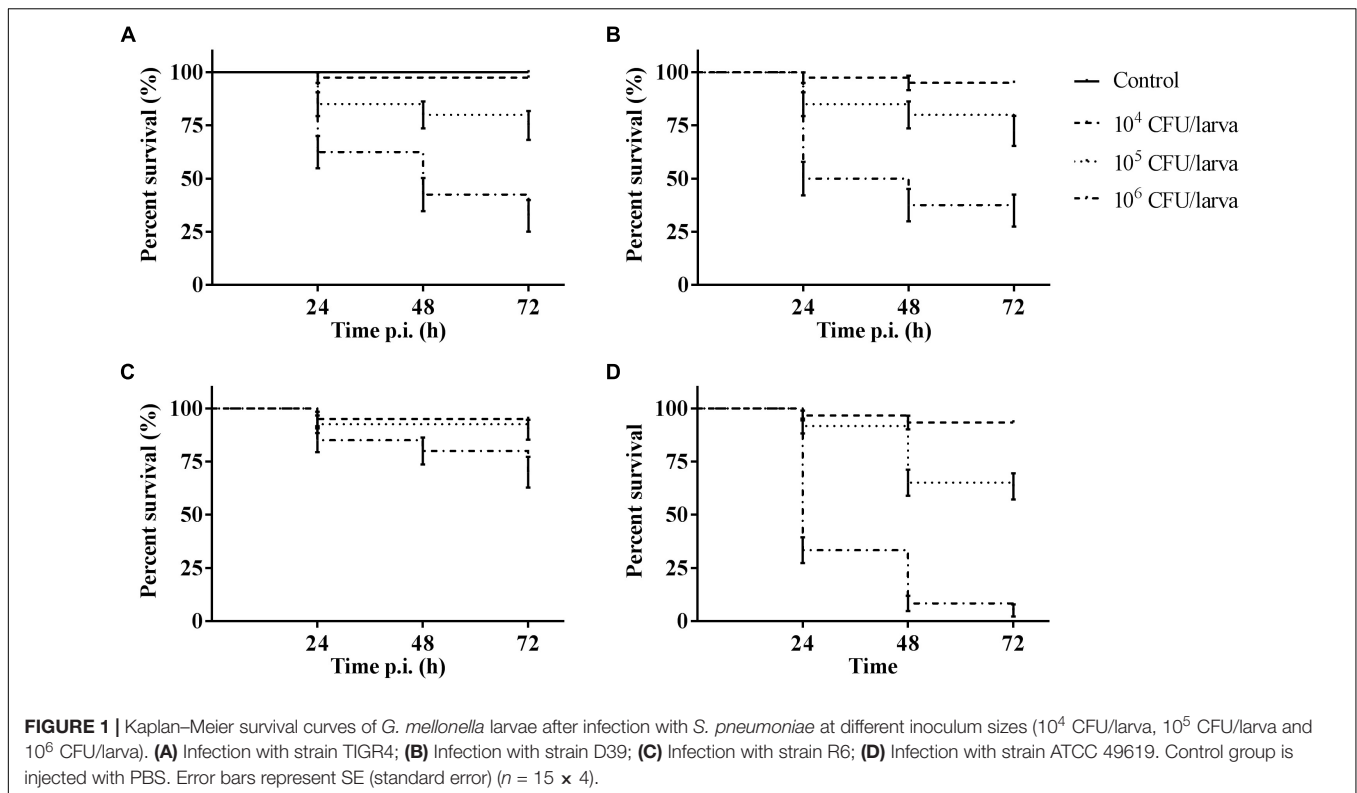 A
Percent survival (%)
100
75
50
25
0
24 48 72
Time p.i. (h)
B
Percent survival (%)
100
75
50
25
0
24 48 72
Time p.i. (h)
Control
10⁴ CFU/larva
10⁵ CFU/larva
10⁶ CFU/larva
C
Percent survival (%)
100
75
50
25
0
24 48 72
Time p.i. (h)
D
Percent survival
100
75
50
25
0
24 48 72
Time
FIGURE 1 | Kaplan–Meier survival curves of G. mellonella larvae after infection with S. pneumoniae at different inoculum sizes (10⁴ CFU/larva, 10⁵ CFU/larva and
10⁶ CFU/larva). (A) Infection with strain TIGR4; (B) Infection with strain D39; (C) Infection with strain R6; (D) Infection with strain ATCC 49619. Control group is
injected with PBS. Error bars represent SE (standard error) (n = 15 x 4).